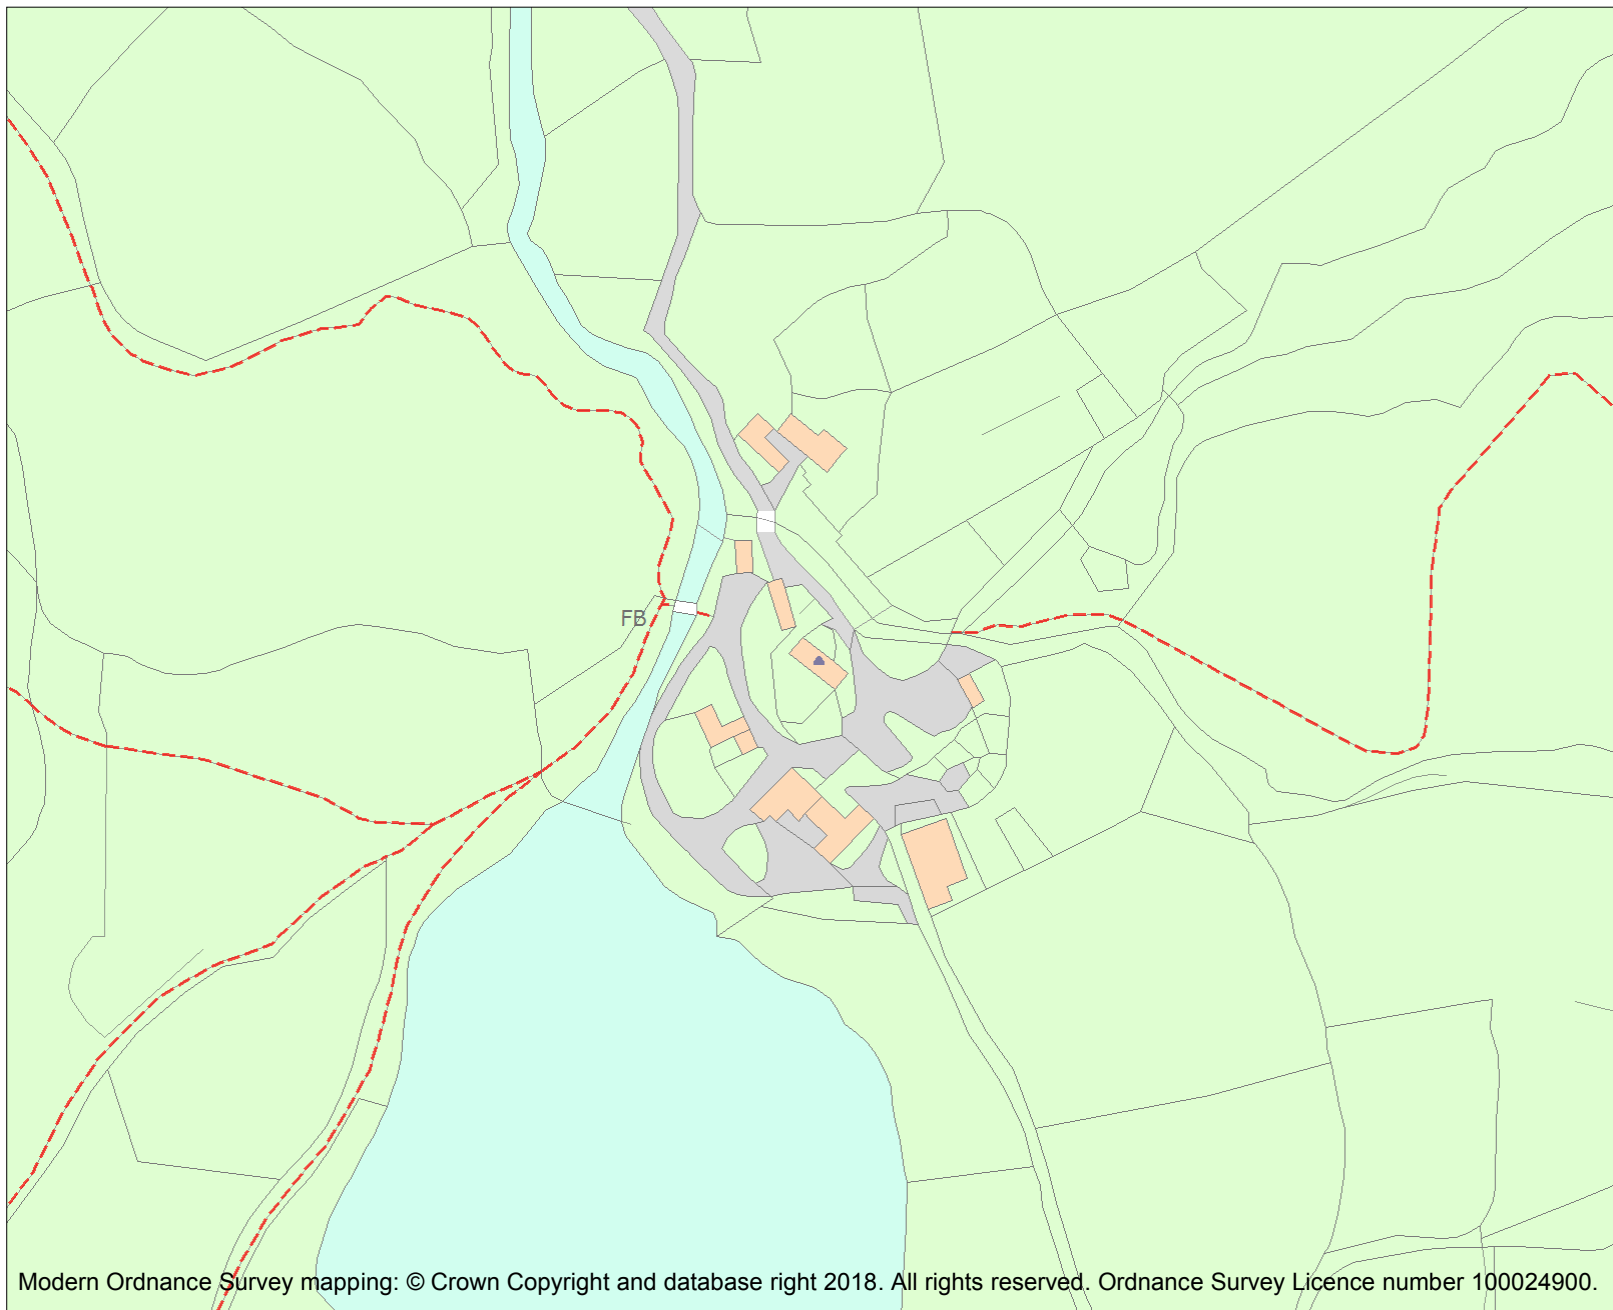 FB
Modern Ordnance Survey mapping: © Crown Copyright and database right 2018. All rights reserved. Ordnance Survey Licence number 100024900.